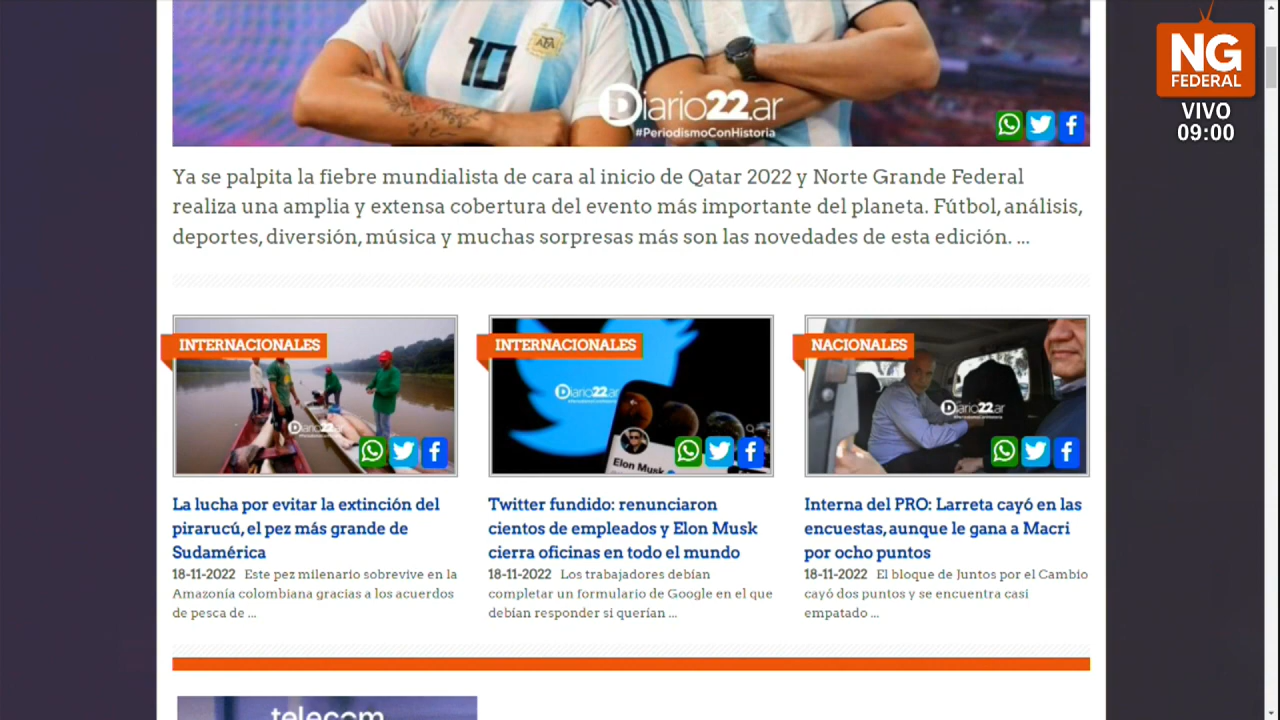 10
AFA
Diario22.ar
#PeriodismoConHistoria
NG
FEDERAL
VIVO
09:00
Ya se palpita la fiebre mundialista de cara al inicio de Qatar 2022 y Norte Grande Federal
realiza una amplia y extensa cobertura del evento más importante del planeta. Fútbol, análisis,
deportes, diversión, música y muchas sorpresas más son las novedades de esta edición. ...
INTERNACIONALES
Diario22.ar
La lucha por evitar la extinción del
pirarucú, el pez más grande de
Sudamérica
18-11-2022 Este pez milenario sobrevive en la
Amazonía colombiana gracias a los acuerdos
de pesca de ...
INTERNACIONALES
Diario22.ar
Elon Musk
Twitter fundido: renunciaron
cientos de empleados y Elon Musk
cierra oficinas en todo el mundo
18-11-2022 Los trabajadores debían
completar un formulario de Google en el que
debían responder si querían ...
NACIONALES
Diario22.ar
Interna del PRO: Larreta cayó en las
encuestas, aunque le gana a Macri
por ocho puntos
18-11-2022 El bloque de Juntos por el Cambio
cayó dos puntos y se encuentra casi
empatado ...
telecom